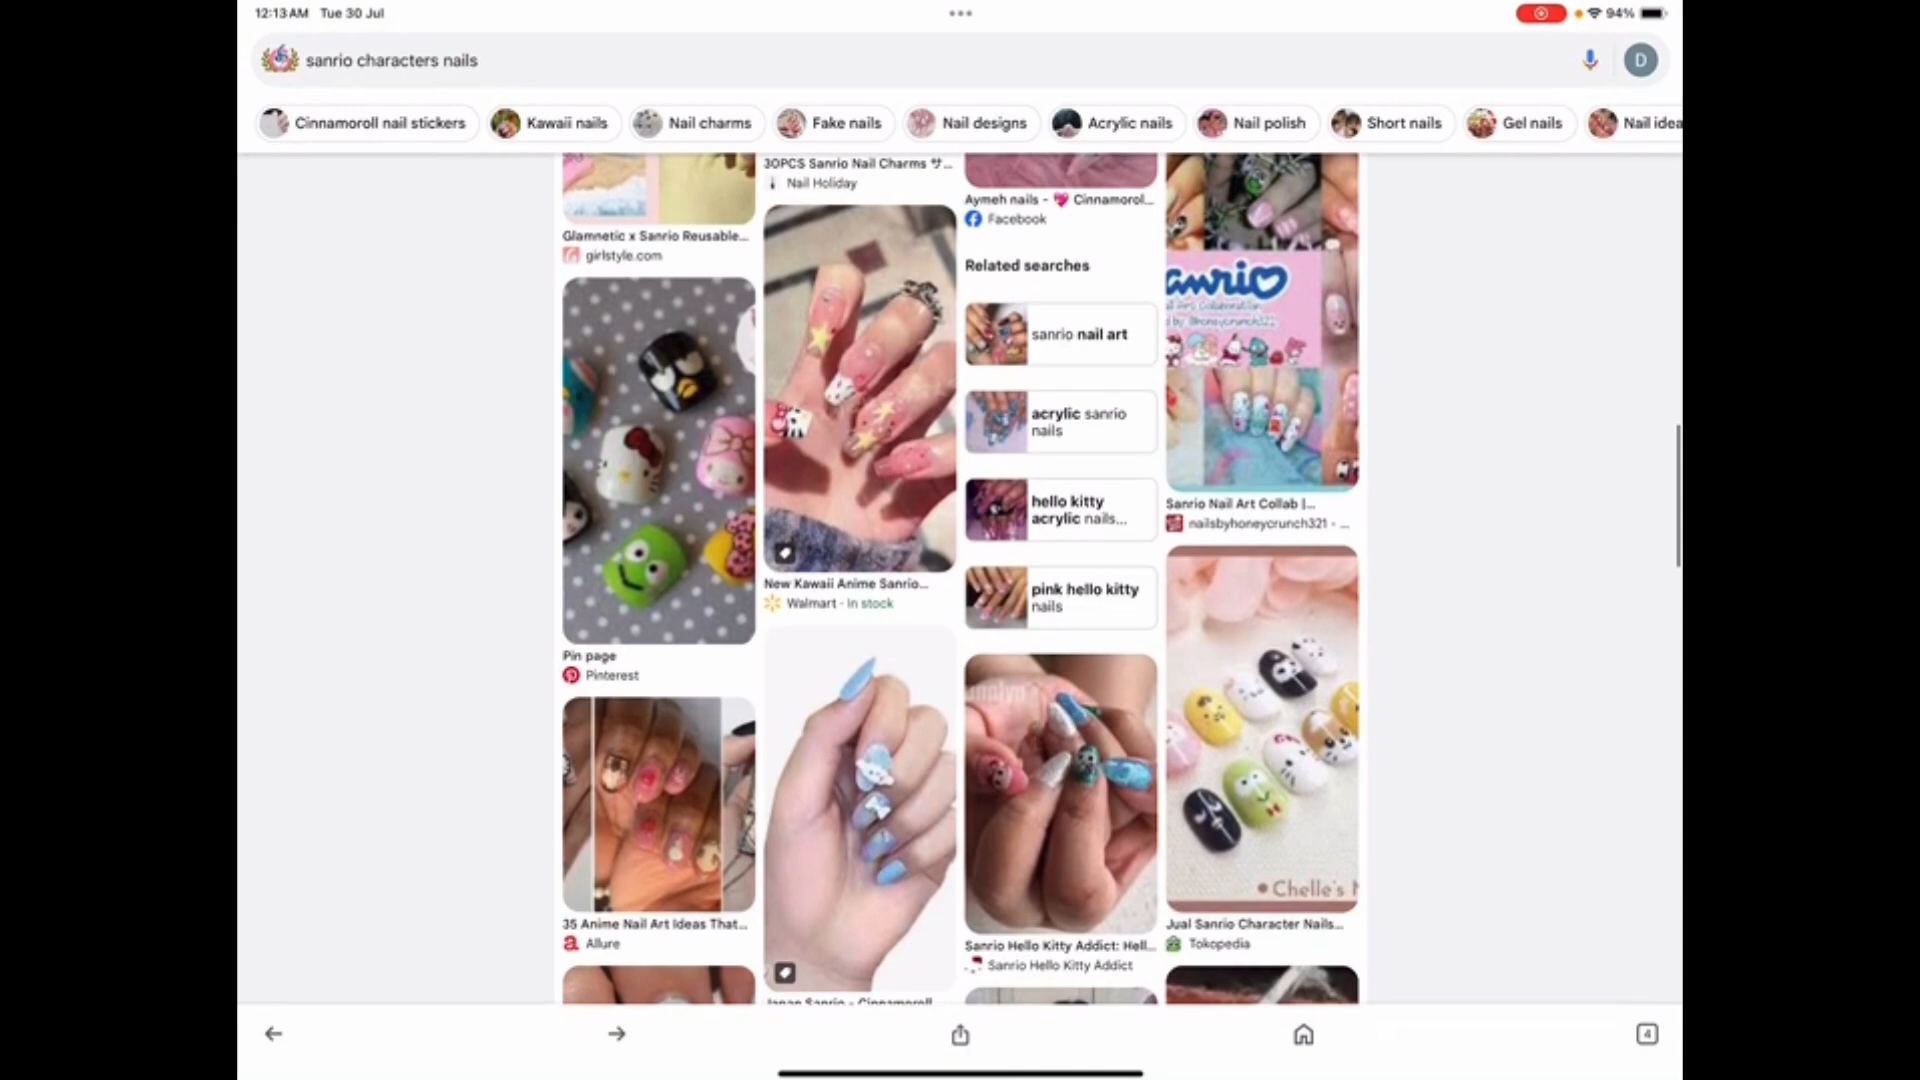 12:13 AM Tue 30 Jul
94%
sanrio characters nails
D
Cinnamoroll nail stickers
Kawaii nails
Nail charms
Fake nails
Nail designs
Acrylic nails
Nail polish
Short nails
Gel nails
Nail idea
Glamnetic x Sanrio Reusable...
girlstyle.com
Pin page
Pinterest
35 Anime Nail Art Ideas That...
Allure
30PCS Sanrio Nail Charms サ...
Nail Holiday
New Kawaii Anime Sanrio...
Walmart - In stock
Japan Sanrio - Cinnamoroll
Aymeh nails - 💖 Cinnamorol...
Facebook
Related searches
sanrio nail art
acrylic sanrio
nails
hello kitty
acrylic nails...
pink hello kitty
nails
Sanrio Hello Kitty Addict: Hell...
Sanrio Hello Kitty Addict
anrio
Sanrio Nail Art Collab |...
nailsbyhoneycrunch321 - ...
Chelle's
Jual Sanrio Character Nails...
Tokopedia
4